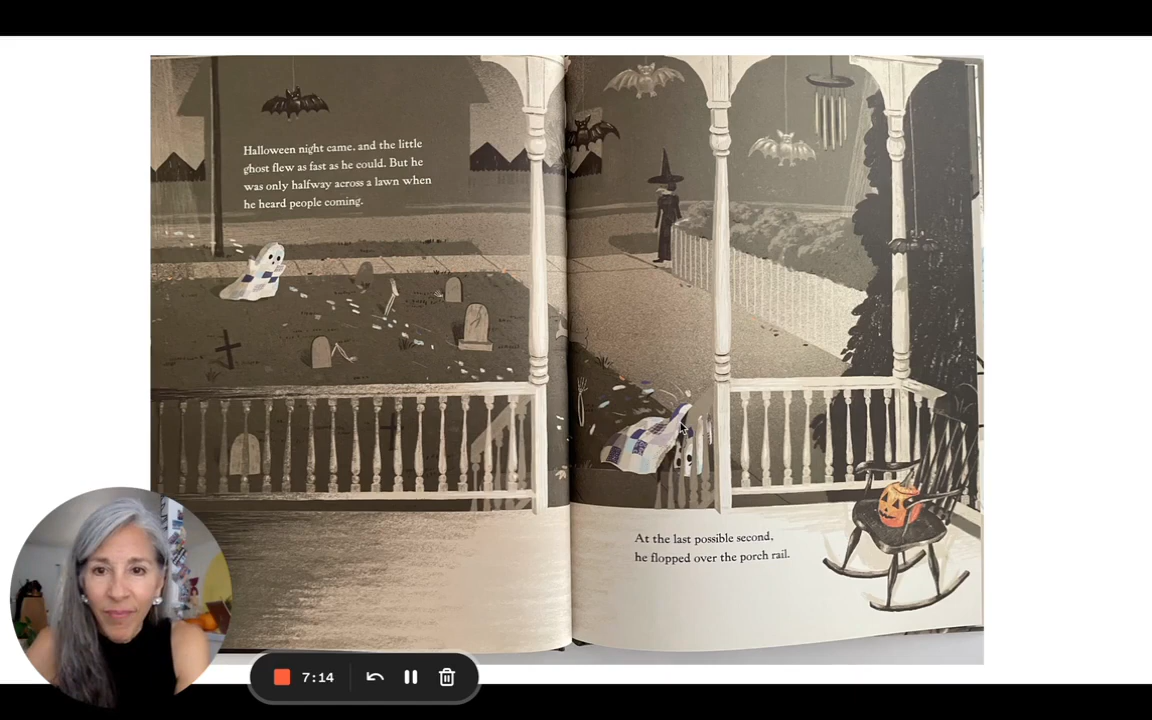 Halloween night came, and the little
ghost flew as fast as he could. But he
was only halfway across a lawn when
he heard people coming.
At the last possible second,
he flopped over the porch rail.
7:14